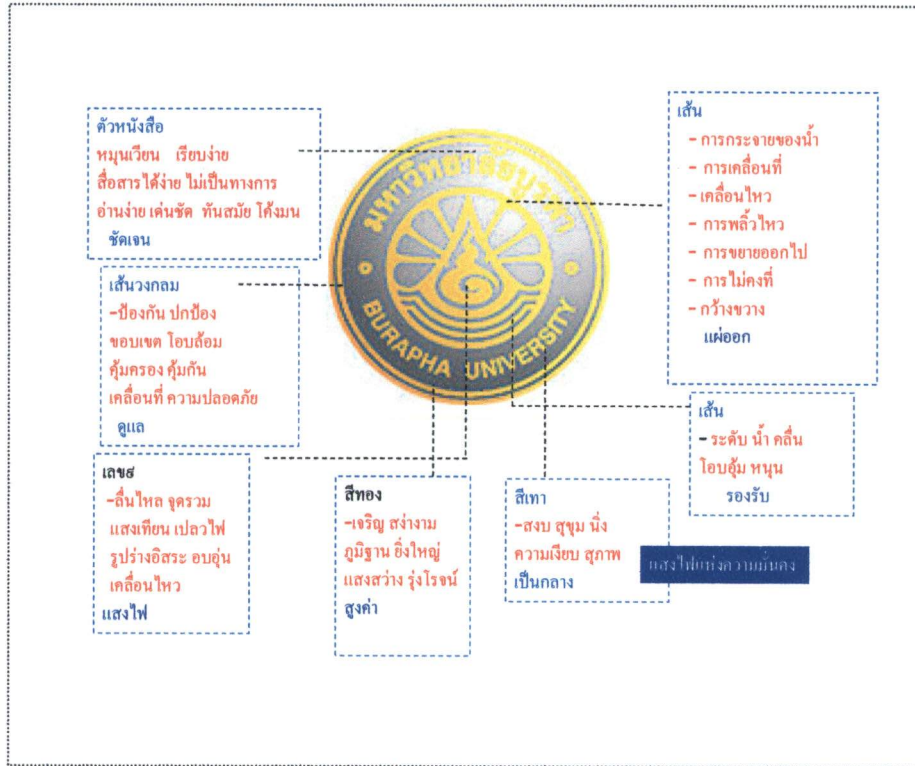 ตัวหนังสือ
หมุนเวียน เรียบง่าย
สื่อสารได้ง่าย ไม่เป็นทางการ
อ่านง่าย เด่นชัด ทันสมัย โค้งมน
ชัดเจน
เส้น
- การกระจายของน้ำ
- การเคลื่อนที่
- เคลื่อนไหว
- การพลิ้วไหว
- การขยายออกไป
- การไม่คงที่
- กว้างขวาง
แผ่ออก
มหาวิทยาลัยบูรพา
BURAPHA UNIVERSITY
เส้นวงกลม
-ป้องกัน ปกป้อง
ขอบเขต โอบล้อม
คุ้มครอง คุ้มกัน
เคลื่อนที่ ความปลอดภัย
ดูแล
เส้น
- ระดับ น้ำ คลื่น
โอบอุ้ม หนุน
รองรับ
เลข๙
-ลื่นไหล จุดรวม
แสงเทียน เปลวไฟ
รูปร่างอิสระ อบอุ่น
เคลื่อนไหว
แสงไฟ
สีทอง
-เจริญ สง่างาม
ภูมิฐาน ยิ่งใหญ่
แสงสว่าง รุ่งโรจน์
สูงค่า
สีเทา
-สงบ สุขุม นิ่ง
ความเงียบ สุภาพ
เป็นกลาง
แสงไฟแห่งความมั่นคง